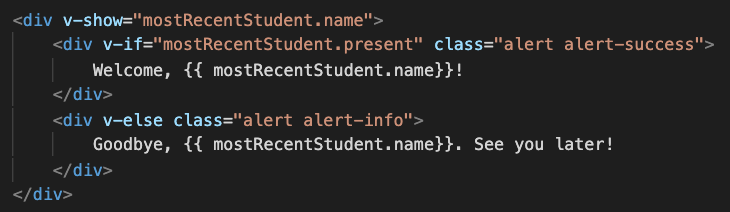 <div v-show="mostRecentStudent.name">
    <div v-if="mostRecentStudent.present" class="alert alert-success">
        Welcome, {{ mostRecentStudent.name}}!
    </div>
    <div v-else class="alert alert-info">
        Goodbye, {{ mostRecentStudent.name}}. See you later!
    </div>
</div>